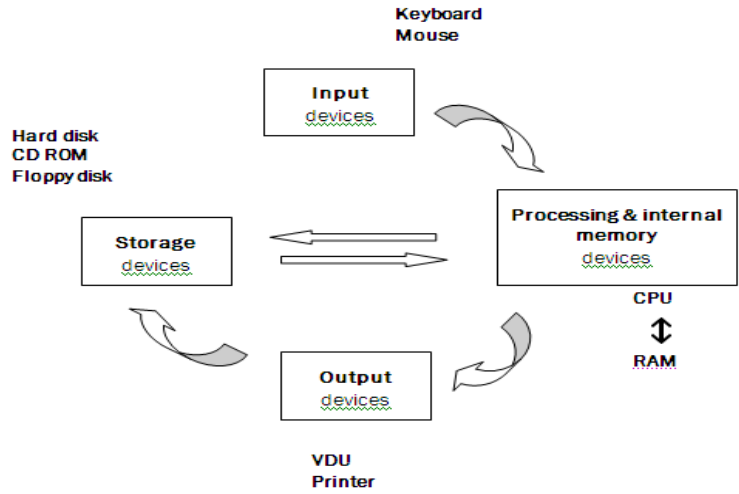 Keyboard
Mouse
Input
devices
Hard disk
CD ROM
Floppy disk
Processing & internal
memory
devices
Storage
devices
CPU
RAM
Output
devices
VDU
Printer